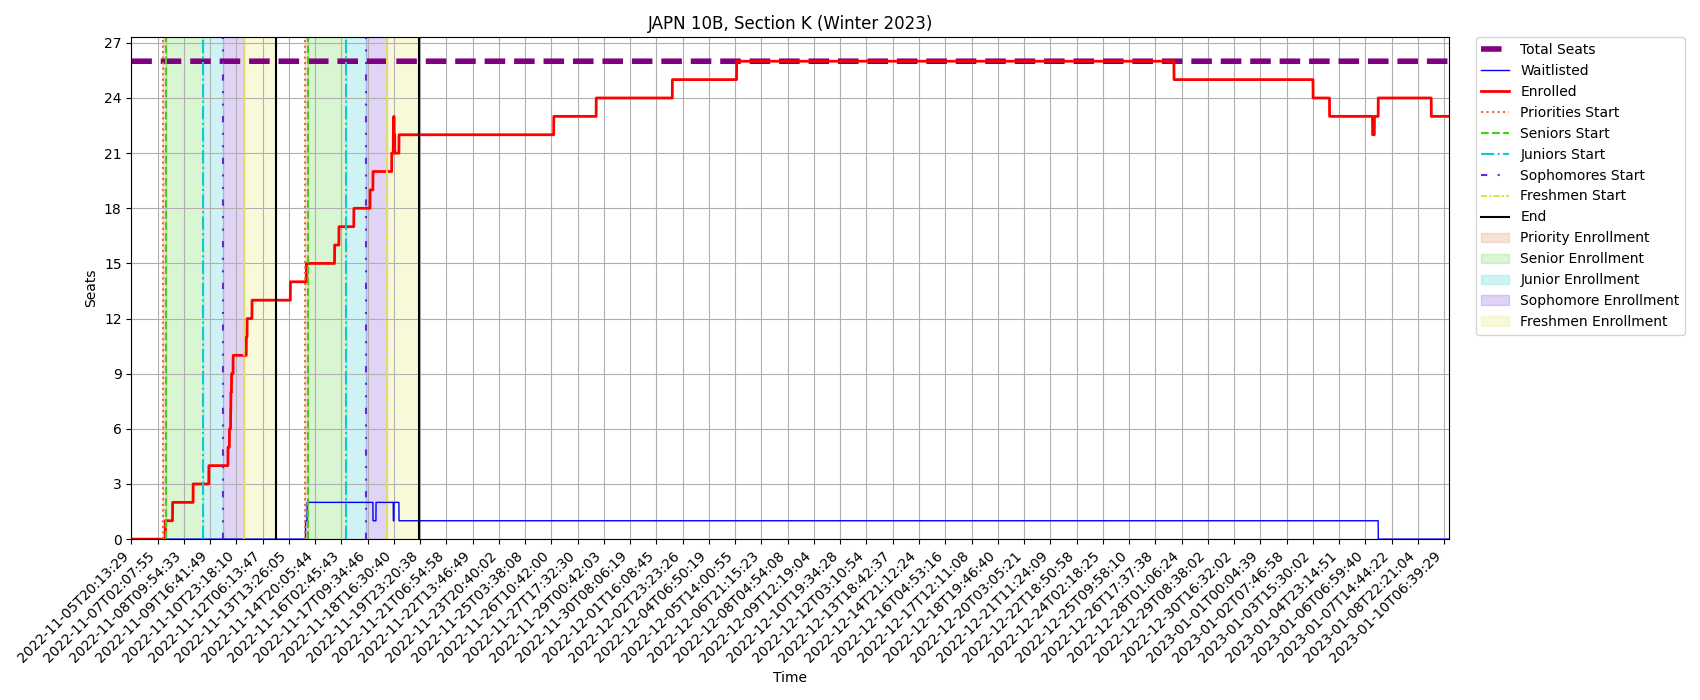 JAPN 10B, Section K (Winter 2023)
27
24
21
18
15
12
9
6
3
0
Seats
2022-11-05T20:13:29
2022-11-07T02:07:55
2022-11-08T09:54:33
2022-11-09T16:41:49
2022-11-10T23:18:10
2022-11-12T06:13:47
2022-11-13T13:26:05
2022-11-14T20:05:44
2022-11-16T02:45:43
2022-11-17T09:34:46
2022-11-18T16:30:40
2022-11-19T23:20:38
2022-11-21T06:54:58
2022-11-22T13:46:49
2022-11-23T20:40:02
2022-11-25T03:38:08
2022-11-26T10:42:00
2022-11-27T17:32:30
2022-11-29T00:42:03
2022-11-30T08:06:19
2022-12-01T16:08:45
2022-12-02T23:23:26
2022-12-04T06:50:19
2022-12-05T14:00:55
2022-12-06T21:15:23
2022-12-08T04:54:08
2022-12-09T12:19:04
2022-12-10T19:34:28
2022-12-12T03:10:54
2022-12-13T18:42:37
2022-12-14T21:12:24
2022-12-16T04:53:16
2022-12-17T12:11:08
2022-12-18T19:46:40
2022-12-20T03:05:21
2022-12-21T11:24:09
2022-12-22T18:50:58
2022-12-24T02:18:25
2022-12-25T09:58:10
2022-12-26T17:37:38
2022-12-28T01:06:24
2022-12-29T08:38:02
2022-12-30T16:32:02
2023-01-01T00:04:39
2023-01-02T07:46:58
2023-01-03T15:30:02
2023-01-04T23:14:51
2023-01-06T06:59:40
2023-01-07T14:44:22
2023-01-08T22:21:04
2023-01-10T06:39:29
Time
Total Seats
Waitlisted
Enrolled
Priorities Start
Seniors Start
Juniors Start
Sophomores Start
Freshmen Start
End
Priority Enrollment
Senior Enrollment
Junior Enrollment
Sophomore Enrollment
Freshmen Enrollment